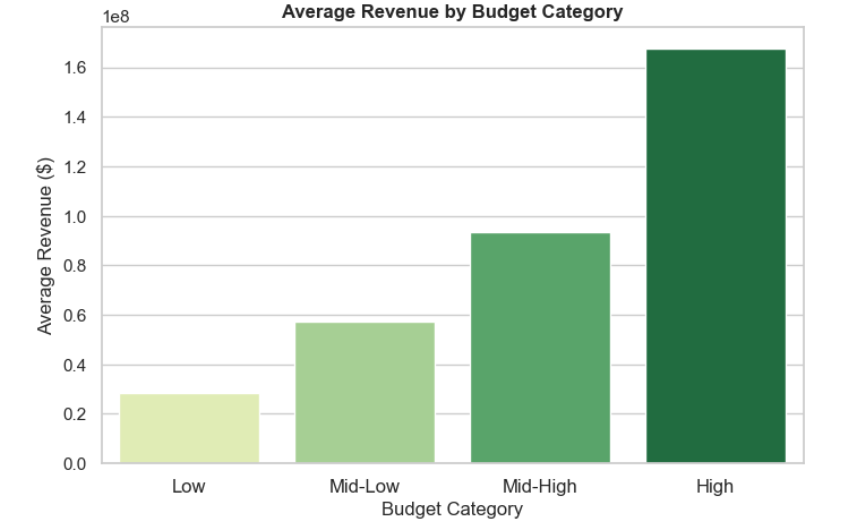 Average Revenue by Budget Category
1e8
1.6
1.4
1.2
1.0
0.8
0.6
0.4
0.2
0.0
Average Revenue ($)
Low Mid-Low Mid-High High
Budget Category